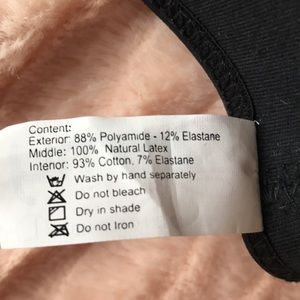 Content:
Exterior: 88% Polyamide - 12% Elastane
Middle: 100% Natural Latex
Interior: 93% Cotton, 7% Elastane
Wash by hand separately
Do not bleach
Dry in shade
Do not Iron